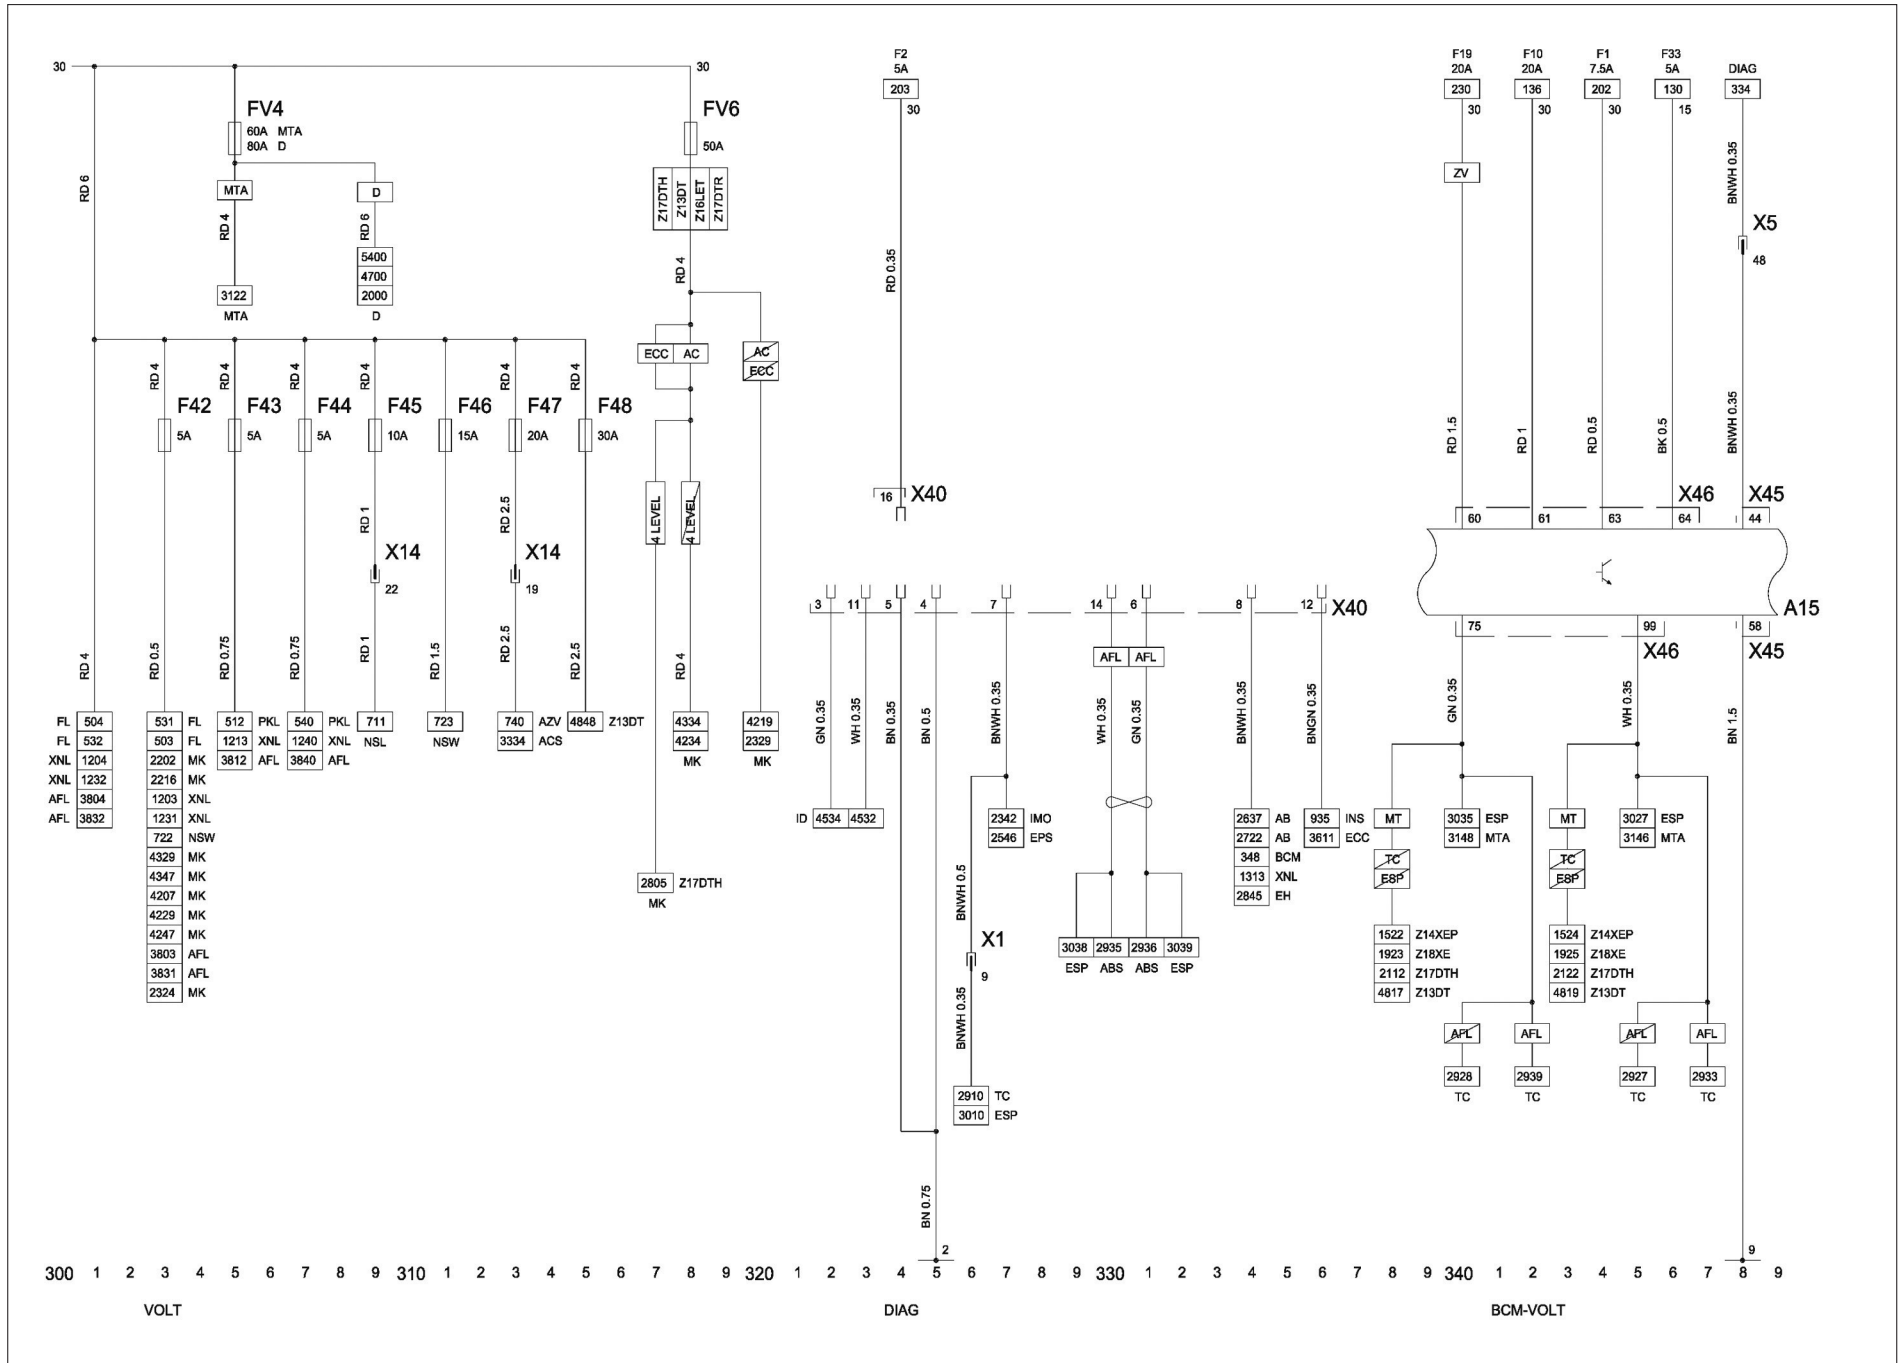 F2 F19 F10 F1 F33
5A 20A 20A 7.5A 5A DIAG
30 30 203 230 136 202 130 334
30 30 30 30 15
FV4 FV6
60A MTA
80A D 50A
RD 6
MTA D
Z17DTH Z13DT Z16LET Z17DTR
ZV
BNWH 0.35
RD 4 RD 6
5400
4700
3122 2000
MTA D
RD 4
RD 0.35
X5
48
ECC AC AC
ECC
RD 4 RD 4 RD 4 RD 4 RD 4 RD 4
F42 F43 F44 F45 F46 F47 F48
5A 5A 5A 10A 15A 20A 30A
RD 1.5 RD 1 RD 0.5 BK 0.5 BNWH 0.35
4 LEVEL 4 LEVEL
16 X40
X46 X45
60 61 63 64 44
RD 1 RD 2.5
X14 X14
22 19
3 11 5 4 7 14 6 8 12 X40
A15
75 99 58
X46 X45
RD 4 RD 0.5 RD 0.75 RD 0.75 RD 1 RD 1.5 RD 2.5 RD 2.5 RD 4
AFL AFL
GN 0.35 WH 0.35 BN 0.35 BN 0.5 BNWH 0.35 WH 0.35 GN 0.35 BNWH 0.35 BNGN 0.35 GN 0.35 WH 0.35 BN 1.5
FL 504 531 FL 512 PKL 540 PKL 711 723 740 AZV 4848 Z13DT 4334 4219
FL 532 503 FL 1213 XNL 1240 XNL NSL NSW 3334 ACS 4234 2329
XNL 1204 2202 MK 3812 AFL 3840 AFL MK MK
XNL 1232 2216 MK
AFL 3804 1203 XNL
AFL 3832 1231 XNL
722 NSW
4329 MK
4347 MK
4207 MK
4229 MK
4247 MK
3803 AFL
3831 AFL
2324 MK
2805 Z17DTH
MK
ID 4534 4532 2342 IMO 2637 AB 935 INS MT 3035 ESP MT 3027 ESP
2546 EPS 2722 AB 3611 ECC 3148 MTA 3146 MTA
348 BCM TC TC
1313 XNL ESP ESP
2845 EH
BNWH 0.5
X1
9
BNWH 0.35
3038 2935 2936 3039
ESP ABS ABS ESP
1522 Z14XEP 1524 Z14XEP
1923 Z18XE 1925 Z18XE
2112 Z17DTH 2122 Z17DTH
4817 Z13DT 4819 Z13DT
AFL AFL AFL AFL
2928 2939 2927 2933
TC TC TC TC
2910 TC
3010 ESP
BN 0.75
2 9
300 1 2 3 4 5 6 7 8 9 310 1 2 3 4 5 6 7 8 9 320 1 2 3 4 5 6 7 8 9 330 1 2 3 4 5 6 7 8 9 340 1 2 3 4 5 6 7 8 9
VOLT DIAG BCM-VOLT